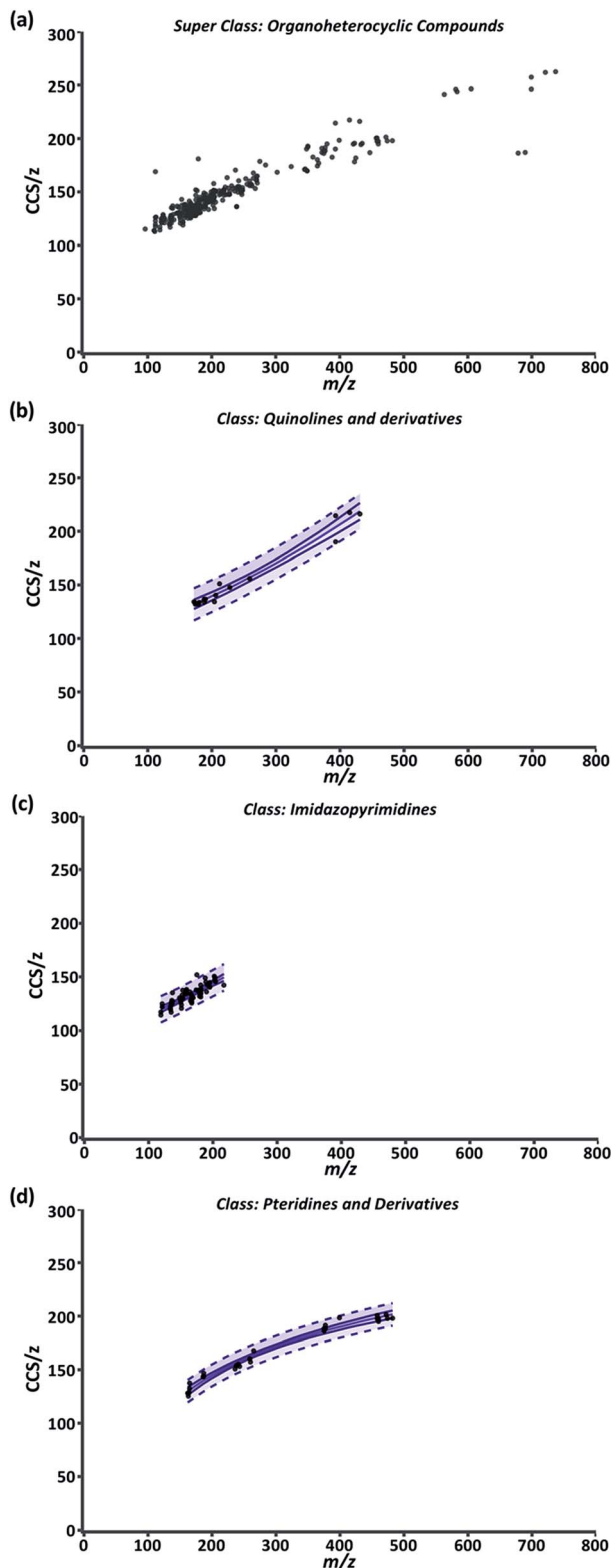 (a)
Super Class: Organoheterocyclic Compounds
300
250
200
150
100
50
0
CCS/z
0 100 200 300 400 500 600 700 800
m/z
(b)
Class: Quinolines and derivatives
300
250
200
150
100
50
0
CCS/z
0 100 200 300 400 500 600 700 800
m/z
(c)
Class: Imidazopyrimidines
300
250
200
150
100
50
0
CCS/z
0 100 200 300 400 500 600 700 800
m/z
(d)
Class: Pteridines and Derivatives
300
250
200
150
100
50
0
CCS/z
0 100 200 300 400 500 600 700 800
m/z